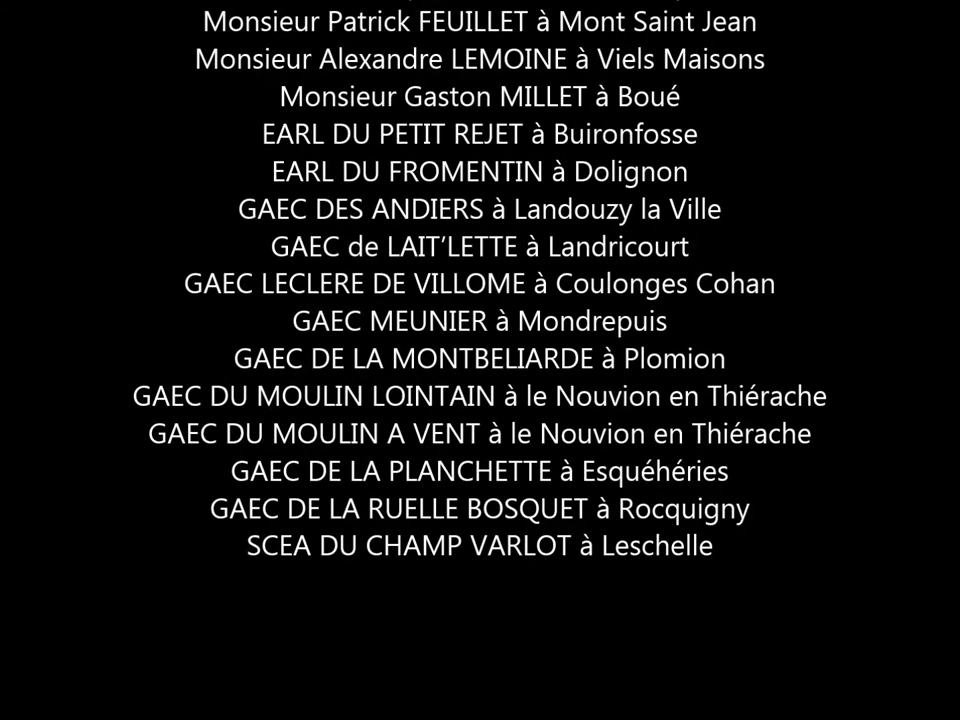 Monsieur Patrick FEUILLET à Mont Saint Jean
Monsieur Alexandre LEMOINE à Viels Maisons
Monsieur Gaston MILLET à Boué
EARL DU PETIT REJET à Buironfosse
EARL DU FROMENTIN à Dolignon
GAEC DES ANDIERS à Landouzy la Ville
GAEC de LAIT’LETTE à Landricourt
GAEC LECLERE DE VILLOME à Coulonges Cohan
GAEC MEUNIER à Mondrepuis
GAEC DE LA MONTBELIARDE à Plomion
GAEC DU MOULIN LOINTAIN à le Nouvion en Thiérache
GAEC DU MOULIN A VENT à le Nouvion en Thiérache
GAEC DE LA PLANCHETTE à Esquéhéries
GAEC DE LA RUELLE BOSQUET à Rocquigny
SCEA DU CHAMP VARLOT à Leschelle